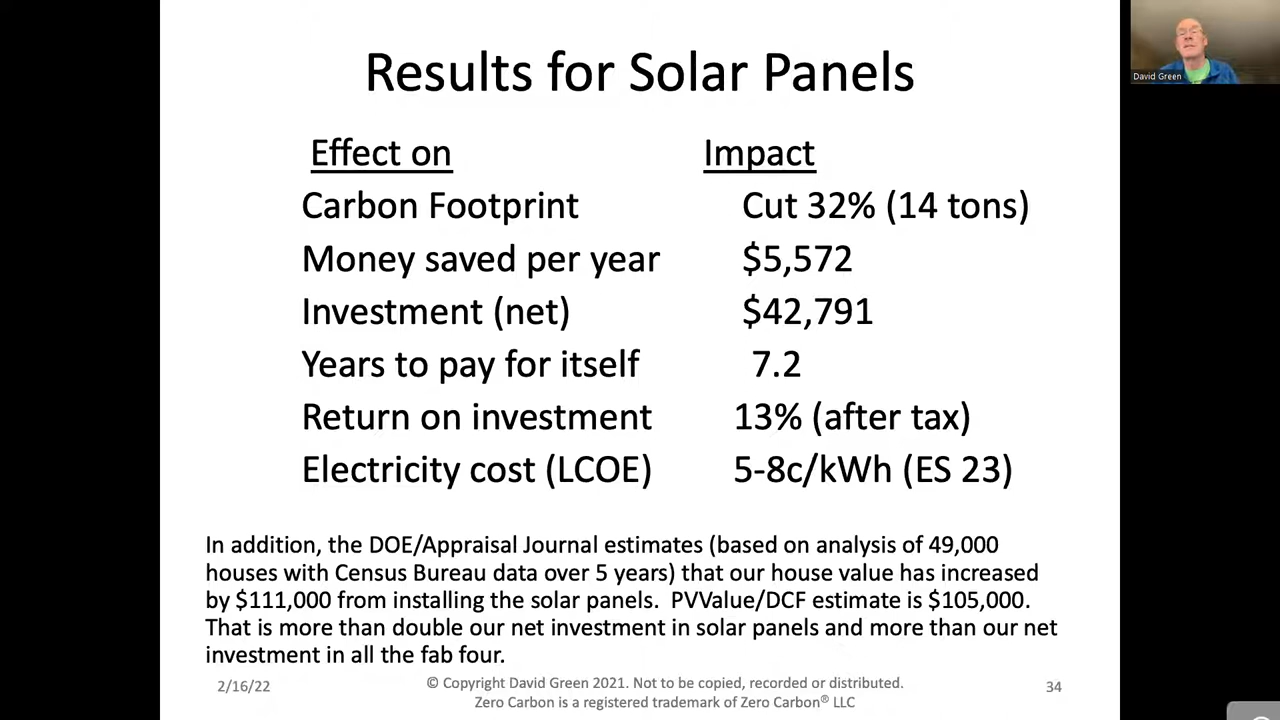 Results for Solar Panels
David Green
Effect on Impact
Carbon Footprint Cut 32% (14 tons)
Money saved per year $5,572
Investment (net) $42,791
Years to pay for itself 7.2
Return on investment 13% (after tax)
Electricity cost (LCOE) 5-8c/kWh (ES 23)
In addition, the DOE/Appraisal Journal estimates (based on analysis of 49,000
houses with Census Bureau data over 5 years) that our house value has increased
by $111,000 from installing the solar panels.  PVValue/DCF estimate is $105,000.
That is more than double our net investment in solar panels and more than our net
investment in all the fab four.
2/16/22
© Copyright David Green 2021. Not to be copied, recorded or distributed.
Zero Carbon is a registered trademark of Zero Carbon® LLC
34